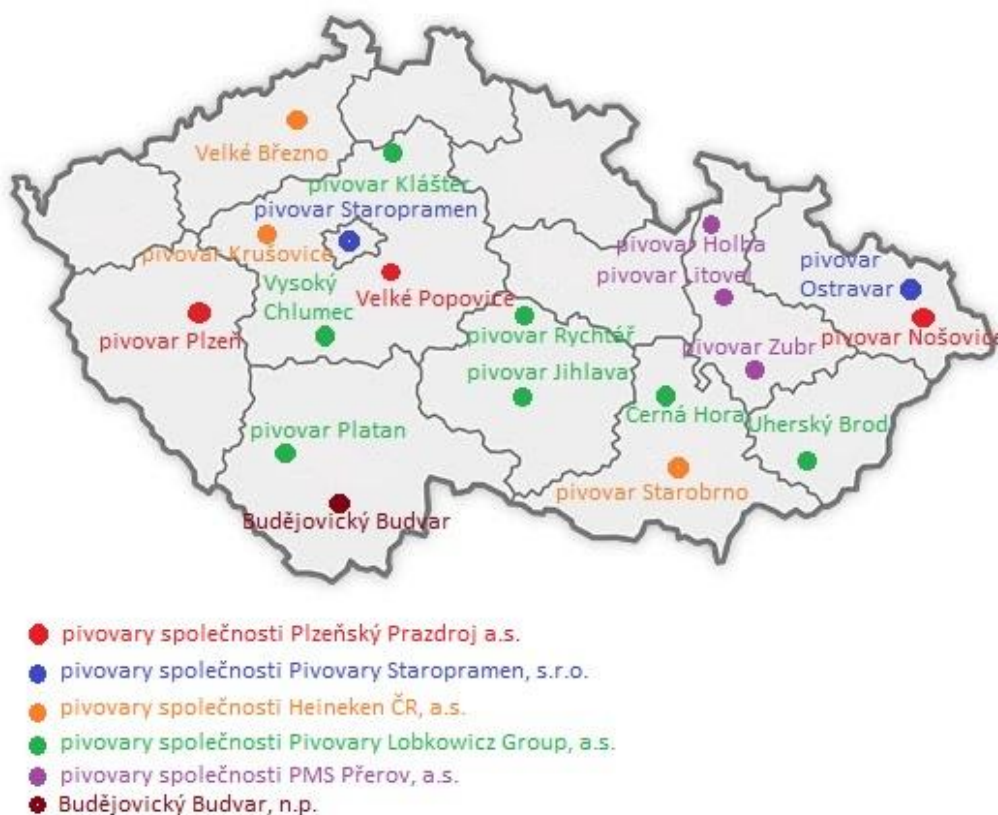 Velké Březno
pivovar Klášter
pivovar Staropramen
pivovar Krušovice
Velké Popovice
Vysoký
Chlumec
pivovar Plzeň
pivovar Holba
pivovar Litovel
pivovar
Ostravar
pivovar Nošovice
pivovar Rychtář
pivovar Zubr
pivovar Jihlava
Černá Hora
Uherský Brod
pivovar Platan
pivovar Starobrno
Budějovický Budvar
pivovary společnosti Plzeňský Prazdroj a.s.
pivovary společnosti Pivovary Staropramen, s.r.o.
pivovary společnosti Heineken ČR, a.s.
pivovary společnosti Pivovary Lobkowicz Group, a.s.
pivovary společnosti PMS Přerov, a.s.
Budějovický Budvar, n.p.